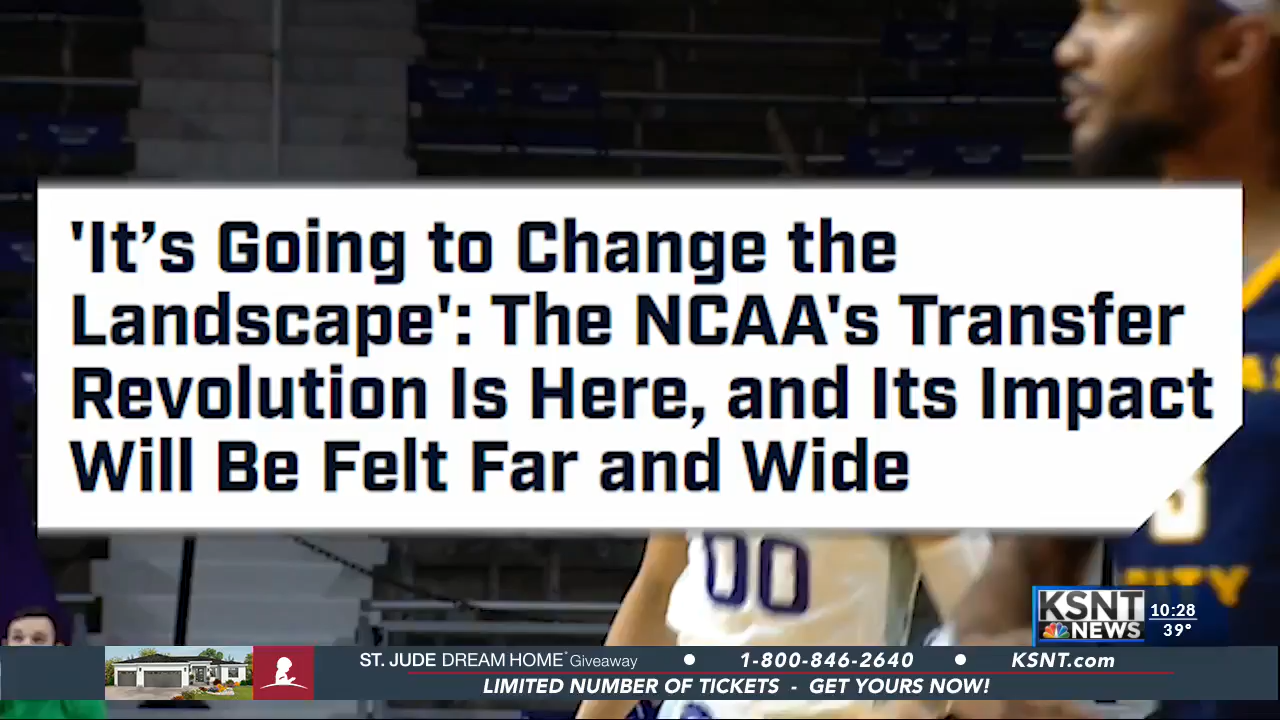 'It’s Going to Change the
Landscape': The NCAA's Transfer
Revolution Is Here, and Its Impact
Will Be Felt Far and Wide
00
KSNT
NEWS
10:28
39°
ST. JUDE DREAM HOME Giveaway • 1-800-846-2640 • KSNT.com
LIMITED NUMBER OF TICKETS - GET YOURS NOW!